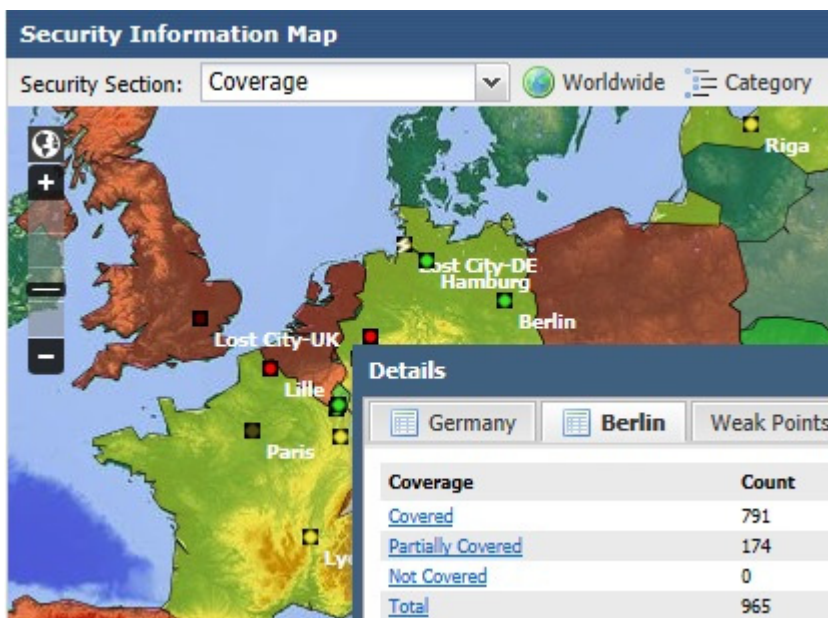 Security Information Map
Security Section: Coverage Worldwide Category
Riga
Lost City-DE
Hamburg
Berlin
Lost City-UK
Lille
Paris
Details
Germany Berlin Weak Points
Coverage Count
Covered 791
Partially Covered 174
Not Covered 0
Total 965